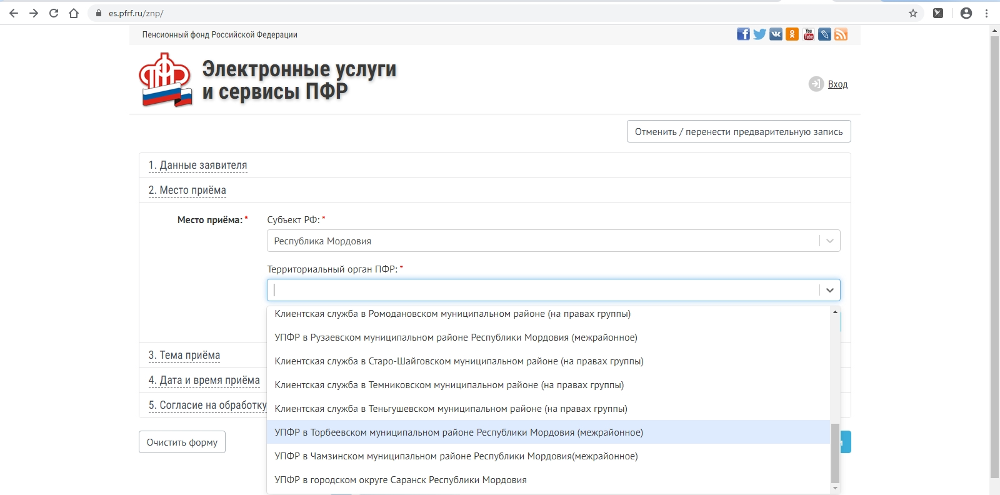 es.pfrf.ru/znp/
Пенсионный фонд Российской Федерации
You
Tube
Электронные услуги
и сервисы ПФР
Вход
Отменить / перенести предварительную запись
1. Данные заявителя
2. Место приёма
Место приёма: *
Субъект РФ: *
Республика Мордовия
Территориальный орган ПФР: *
Клиентская служба в Ромодановском муниципальном районе (на правах группы)
УПФР в Рузаевском муниципальном районе Республики Мордовия (межрайонное)
Клиентская служба в Старо-Шайговском муниципальном районе (на правах группы)
Клиентская служба в Темниковском муниципальном районе (на правах группы)
Клиентская служба в Теньгушевском муниципальном районе (на правах группы)
УПФР в Торбеевском муниципальном районе Республики Мордовия (межрайонное)
УПФР в Чамзинском муниципальном районе Республики Мордовия(межрайонное)
УПФР в городском округе Саранск Республики Мордовия
3. Тема приёма
4. Дата и время приёма
5. Согласие на обработку
Очистить форму